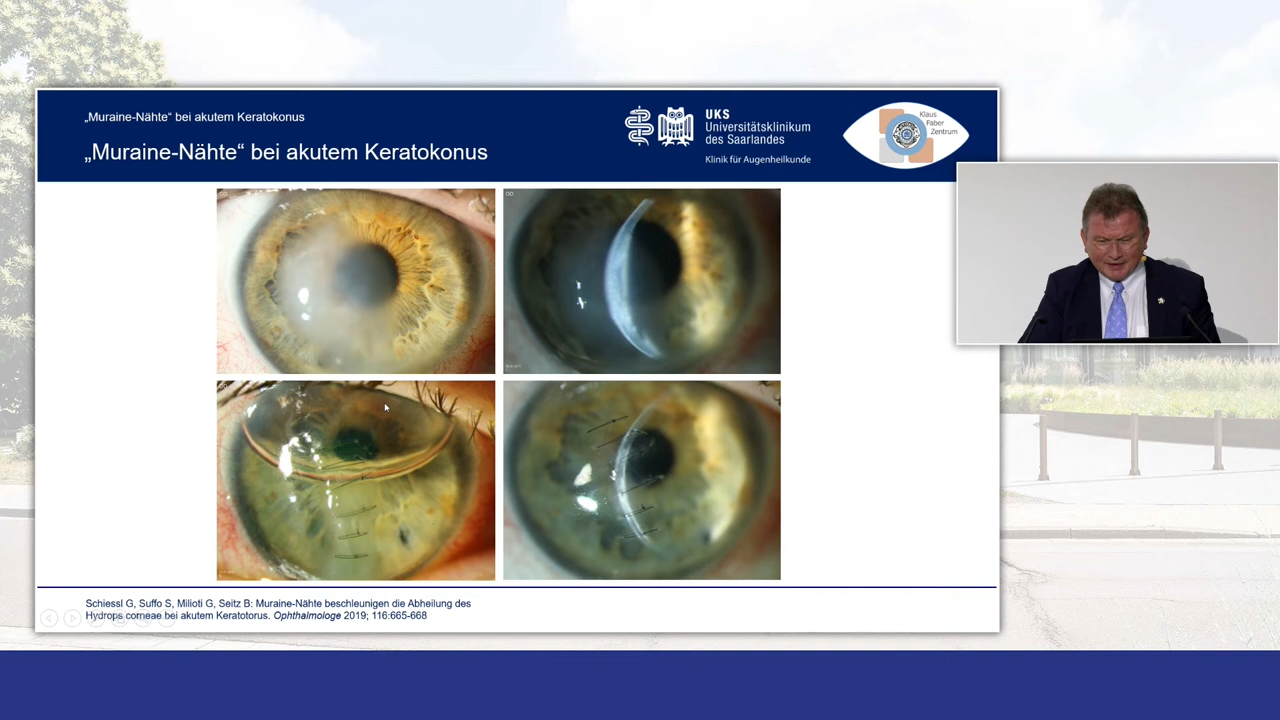 „Muraine-Nähte“ bei akutem Keratokonus
„Muraine-Nähte“ bei akutem Keratokonus
UKS
Universitätsklinikum
des Saarlandes
Klinik für Augenheilkunde
Klaus
Faber
Zentrum
Schiessl G, Suffo S, Milioti G, Seitz B: Muraine-Nähte beschleunigen die Abheilung des
Hydrops corneae bei akutem Keratotorus. Ophthalmologe 2019; 116:665-668